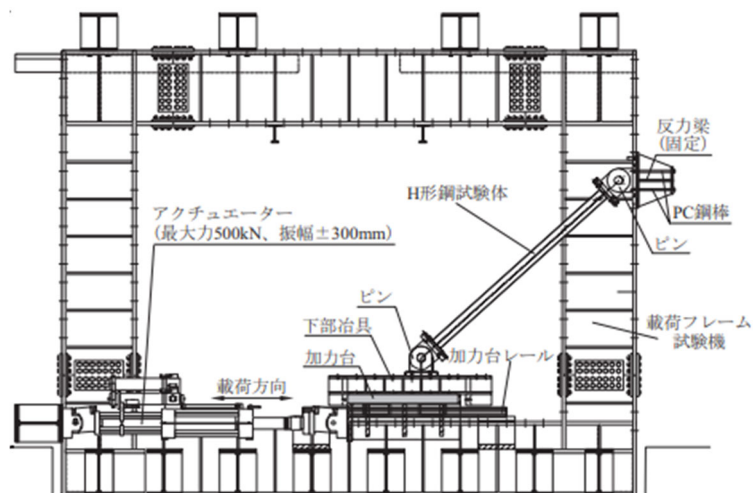 反力梁
(固定)
H形鋼試験体
PC鋼棒
アクチュエーター
(最大力500kN、振幅±300mm)
ピン
ピン
下部冶具
載荷フレーム
試験機
加力台
加力台レール
載荷方向